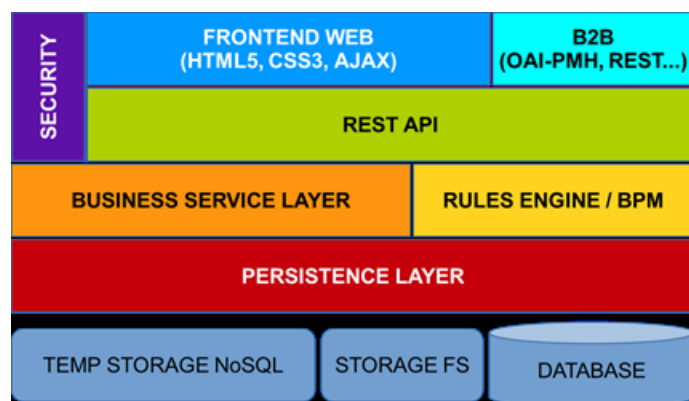 SECURITY
FRONTEND WEB
(HTML5, CSS3, AJAX)
B2B
(OAI-PMH, REST...)
REST API
BUSINESS SERVICE LAYER
RULES ENGINE / BPM
PERSISTENCE LAYER
TEMP STORAGE NoSQL
STORAGE FS
DATABASE